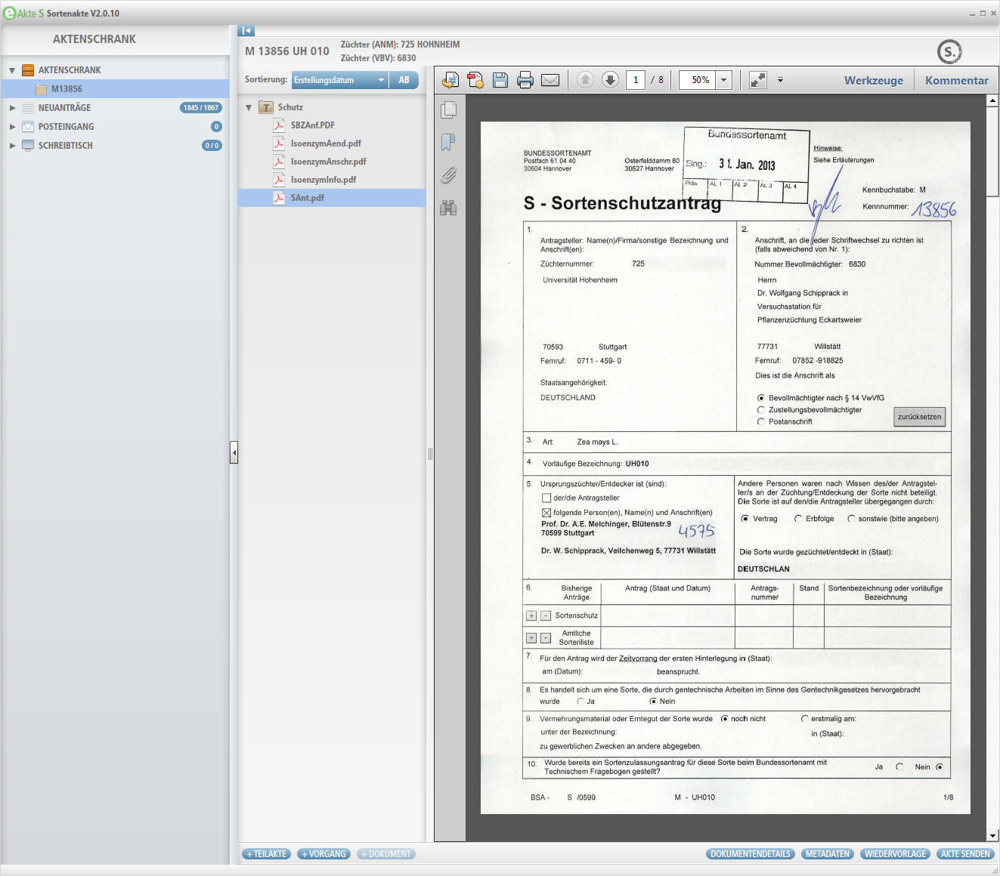 eAkte S Sortenakte V2.0.10
AKTENSCHRANK
AKTENSCHRANK
M13856
NEUANTRÄGE 1845 / 1867
POSTEINGANG 0
SCHREIBTISCH 0 / 0
M 13856 UH 010
Züchter (ANM): 725 HOHNHEIM
Züchter (VBV): 6830
S.
Sortierung: Erstellungsdatum AB
Schutz
SBZAnf.PDF
IsoenzymAend.pdf
IsoenzymAnschr.pdf
IsoenzymInfo.pdf
SAnt.pdf
1 / 8 50% Werkzeuge Kommentar
BUNDESSORTENAMT
Postfach 61 04 40 Osterfelddamm 80
30604 Hannover 30627 Hannover
Bundessortenamt
Eing.: 31. Jan. 2013
Präs AL 1 AL 2 AL 3 AL 4
Hinweise:
Siehe Erläuterungen
Kennbuchstabe: M
Kennnummer: 13856
S - Sortenschutzantrag
1.
Antragsteller: Name(n)/Firma/sonstige Bezeichnung und
Anschrift(en):
Züchternummer: 725
Universität Hohenheim
70593 Stuttgart
Fernruf: 0711 - 459- 0
Staatsangehörigkeit:
DEUTSCHLAND
2.
Anschrift, an die jeder Schriftwechsel zu richten ist
(falls abweichend von Nr. 1):
Nummer Bevollmächtigter: 6830
Herrn
Dr. Wolfgang Schipprack in
Versuchsstation für
Pflanzenzüchtung Eckartsweier
77731 Willstätt
Fernruf: 07852 -918825
Dies ist die Anschrift als
Bevollmächtigter nach § 14 VwVfG
Zustellungsbevollmächtigter
Postanschrift
zurücksetzen
3. Art: Zea mays L.
4. Vorläufige Bezeichnung: UH010
5. Ursprungszüchter/Entdecker ist (sind):
der/die Antragsteller
folgende Person(en), Name(n) und Anschrift(en)
Prof. Dr. A.E. Melchinger, Blütenstr.9
70599 Stuttgart
4575
Dr. W. Schipprack, Veilchenweg 5, 77731 Willstätt
Andere Personen waren nach Wissen des/der Antragstel-
ler/s an der Züchtung/Entdeckung der Sorte nicht beteiligt.
Die Sorte ist auf den/die Antragsteller übergegangen durch:
Vertrag Erbfolge sonstwie (bitte angeben)
Die Sorte wurde gezüchtet/entdeckt in (Staat):
DEUTSCHLAN
6. Bisherige Anträge Antrag (Staat und Datum) Antrags-nummer Stand Sortenbezeichnung oder vorläufige Bezeichnung
+ - Sortenschutz
+ - Amtliche Sortenliste
7. Für den Antrag wird der Zeitvorrang der ersten Hinterlegung in (Staat):
am (Datum): beansprucht.
8. Es handelt sich um eine Sorte, die durch gentechnische Arbeiten im Sinne des Gentechnikgesetzes hervorgebracht
wurde Ja Nein
9. Vermehrungsmaterial oder Erntegut der Sorte wurde noch nicht erstmalig am:
unter der Bezeichnung: in (Staat):
zu gewerblichen Zwecken an andere abgegeben.
10. Wurde bereits ein Sortenzulassungsantrag für diese Sorte beim Bundessortenamt mit
Technischem Fragebogen gestellt? Ja Nein
BSA - S /0599 M - UH010 1/8
+ TEILAKTE + VORGANG + DOKUMENT DOKUMENTENDETAILS METADATEN WIEDERVORLAGE AKTE SENDEN